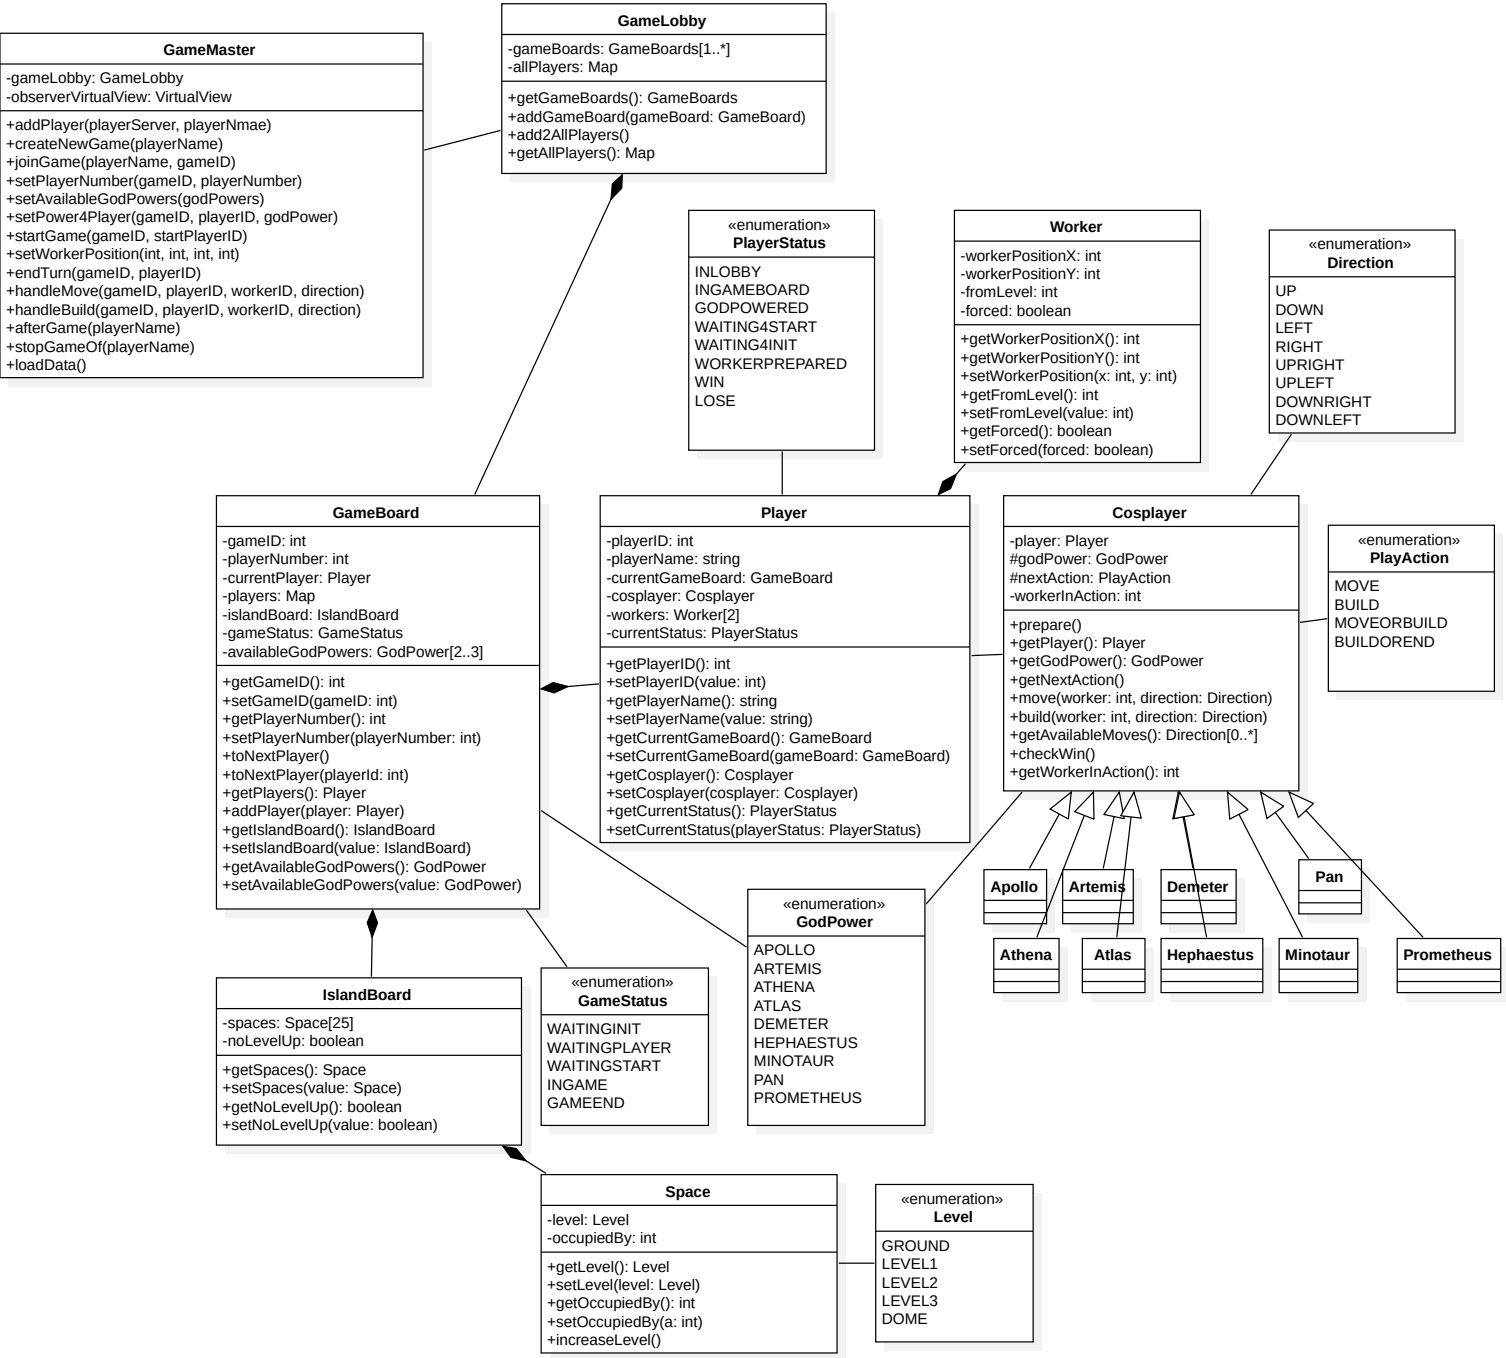 GameMaster
-gameLobby: GameLobby
-observerVirtualView: VirtualView
+addPlayer(playerServer, playerNmae)
+createNewGame(playerName)
+joinGame(playerName, gameID)
+setPlayerNumber(gameID, playerNumber)
+setAvailableGodPowers(godPowers)
+setPower4Player(gameID, playerID, godPower)
+startGame(gameID, startPlayerID)
+setWorkerPosition(int, int, int, int)
+endTurn(gameID, playerID)
+handleMove(gameID, playerID, workerID, direction)
+handleBuild(gameID, playerID, workerID, direction)
+afterGame(playerName)
+stopGameOf(playerName)
+loadData()
GameLobby
-gameBoards: GameBoards[1..*]
-allPlayers: Map
+getGameBoards(): GameBoards
+addGameBoard(gameBoard: GameBoard)
+add2AllPlayers()
+getAllPlayers(): Map
«enumeration»
PlayerStatus
INLOBBY
INGAMEBOARD
GODPOWERED
WAITING4START
WAITING4INIT
WORKERPREPARED
WIN
LOSE
Worker
-workerPositionX: int
-workerPositionY: int
-fromLevel: int
-forced: boolean
+getWorkerPositionX(): int
+getWorkerPositionY(): int
+setWorkerPosition(x: int, y: int)
+getFromLevel(): int
+setFromLevel(value: int)
+getForced(): boolean
+setForced(forced: boolean)
«enumeration»
Direction
UP
DOWN
LEFT
RIGHT
UPRIGHT
UPLEFT
DOWNRIGHT
DOWNLEFT
GameBoard
-gameID: int
-playerNumber: int
-currentPlayer: Player
-players: Map
-islandBoard: IslandBoard
-gameStatus: GameStatus
-availableGodPowers: GodPower[2..3]
+getGameID(): int
+setGameID(gameID: int)
+getPlayerNumber(): int
+setPlayerNumber(playerNumber: int)
+toNextPlayer()
+toNextPlayer(playerId: int)
+getPlayers(): Player
+addPlayer(player: Player)
+getIslandBoard(): IslandBoard
+setIslandBoard(value: IslandBoard)
+getAvailableGodPowers(): GodPower
+setAvailableGodPowers(value: GodPower)
Player
-playerID: int
-playerName: string
-currentGameBoard: GameBoard
-cosplayer: Cosplayer
-workers: Worker[2]
-currentStatus: PlayerStatus
+getPlayerID(): int
+setPlayerID(value: int)
+getPlayerName(): string
+setPlayerName(value: string)
+getCurrentGameBoard(): GameBoard
+setCurrentGameBoard(gameBoard: GameBoard)
+getCosplayer(): Cosplayer
+setCosplayer(cosplayer: Cosplayer)
+getCurrentStatus(): PlayerStatus
+setCurrentStatus(playerStatus: PlayerStatus)
Cosplayer
-player: Player
#godPower: GodPower
#nextAction: PlayAction
-workerInAction: int
+prepare()
+getPlayer(): Player
+getGodPower(): GodPower
+getNextAction()
+move(worker: int, direction: Direction)
+build(worker: int, direction: Direction)
+getAvailableMoves(): Direction[0..*]
+checkWin()
+getWorkerInAction(): int
«enumeration»
PlayAction
MOVE
BUILD
MOVEORBUILD
BUILDOREND
Apollo
Artemis
Demeter
Pan
Athena
Atlas
Hephaestus
Minotaur
Prometheus
«enumeration»
GodPower
APOLLO
ARTEMIS
ATHENA
ATLAS
DEMETER
HEPHAESTUS
MINOTAUR
PAN
PROMETHEUS
IslandBoard
-spaces: Space[25]
-noLevelUp: boolean
+getSpaces(): Space
+setSpaces(value: Space)
+getNoLevelUp(): boolean
+setNoLevelUp(value: boolean)
«enumeration»
GameStatus
WAITINGINIT
WAITINGPLAYER
WAITINGSTART
INGAME
GAMEEND
Space
-level: Level
-occupiedBy: int
+getLevel(): Level
+setLevel(level: Level)
+getOccupiedBy(): int
+setOccupiedBy(a: int)
+increaseLevel()
«enumeration»
Level
GROUND
LEVEL1
LEVEL2
LEVEL3
DOME